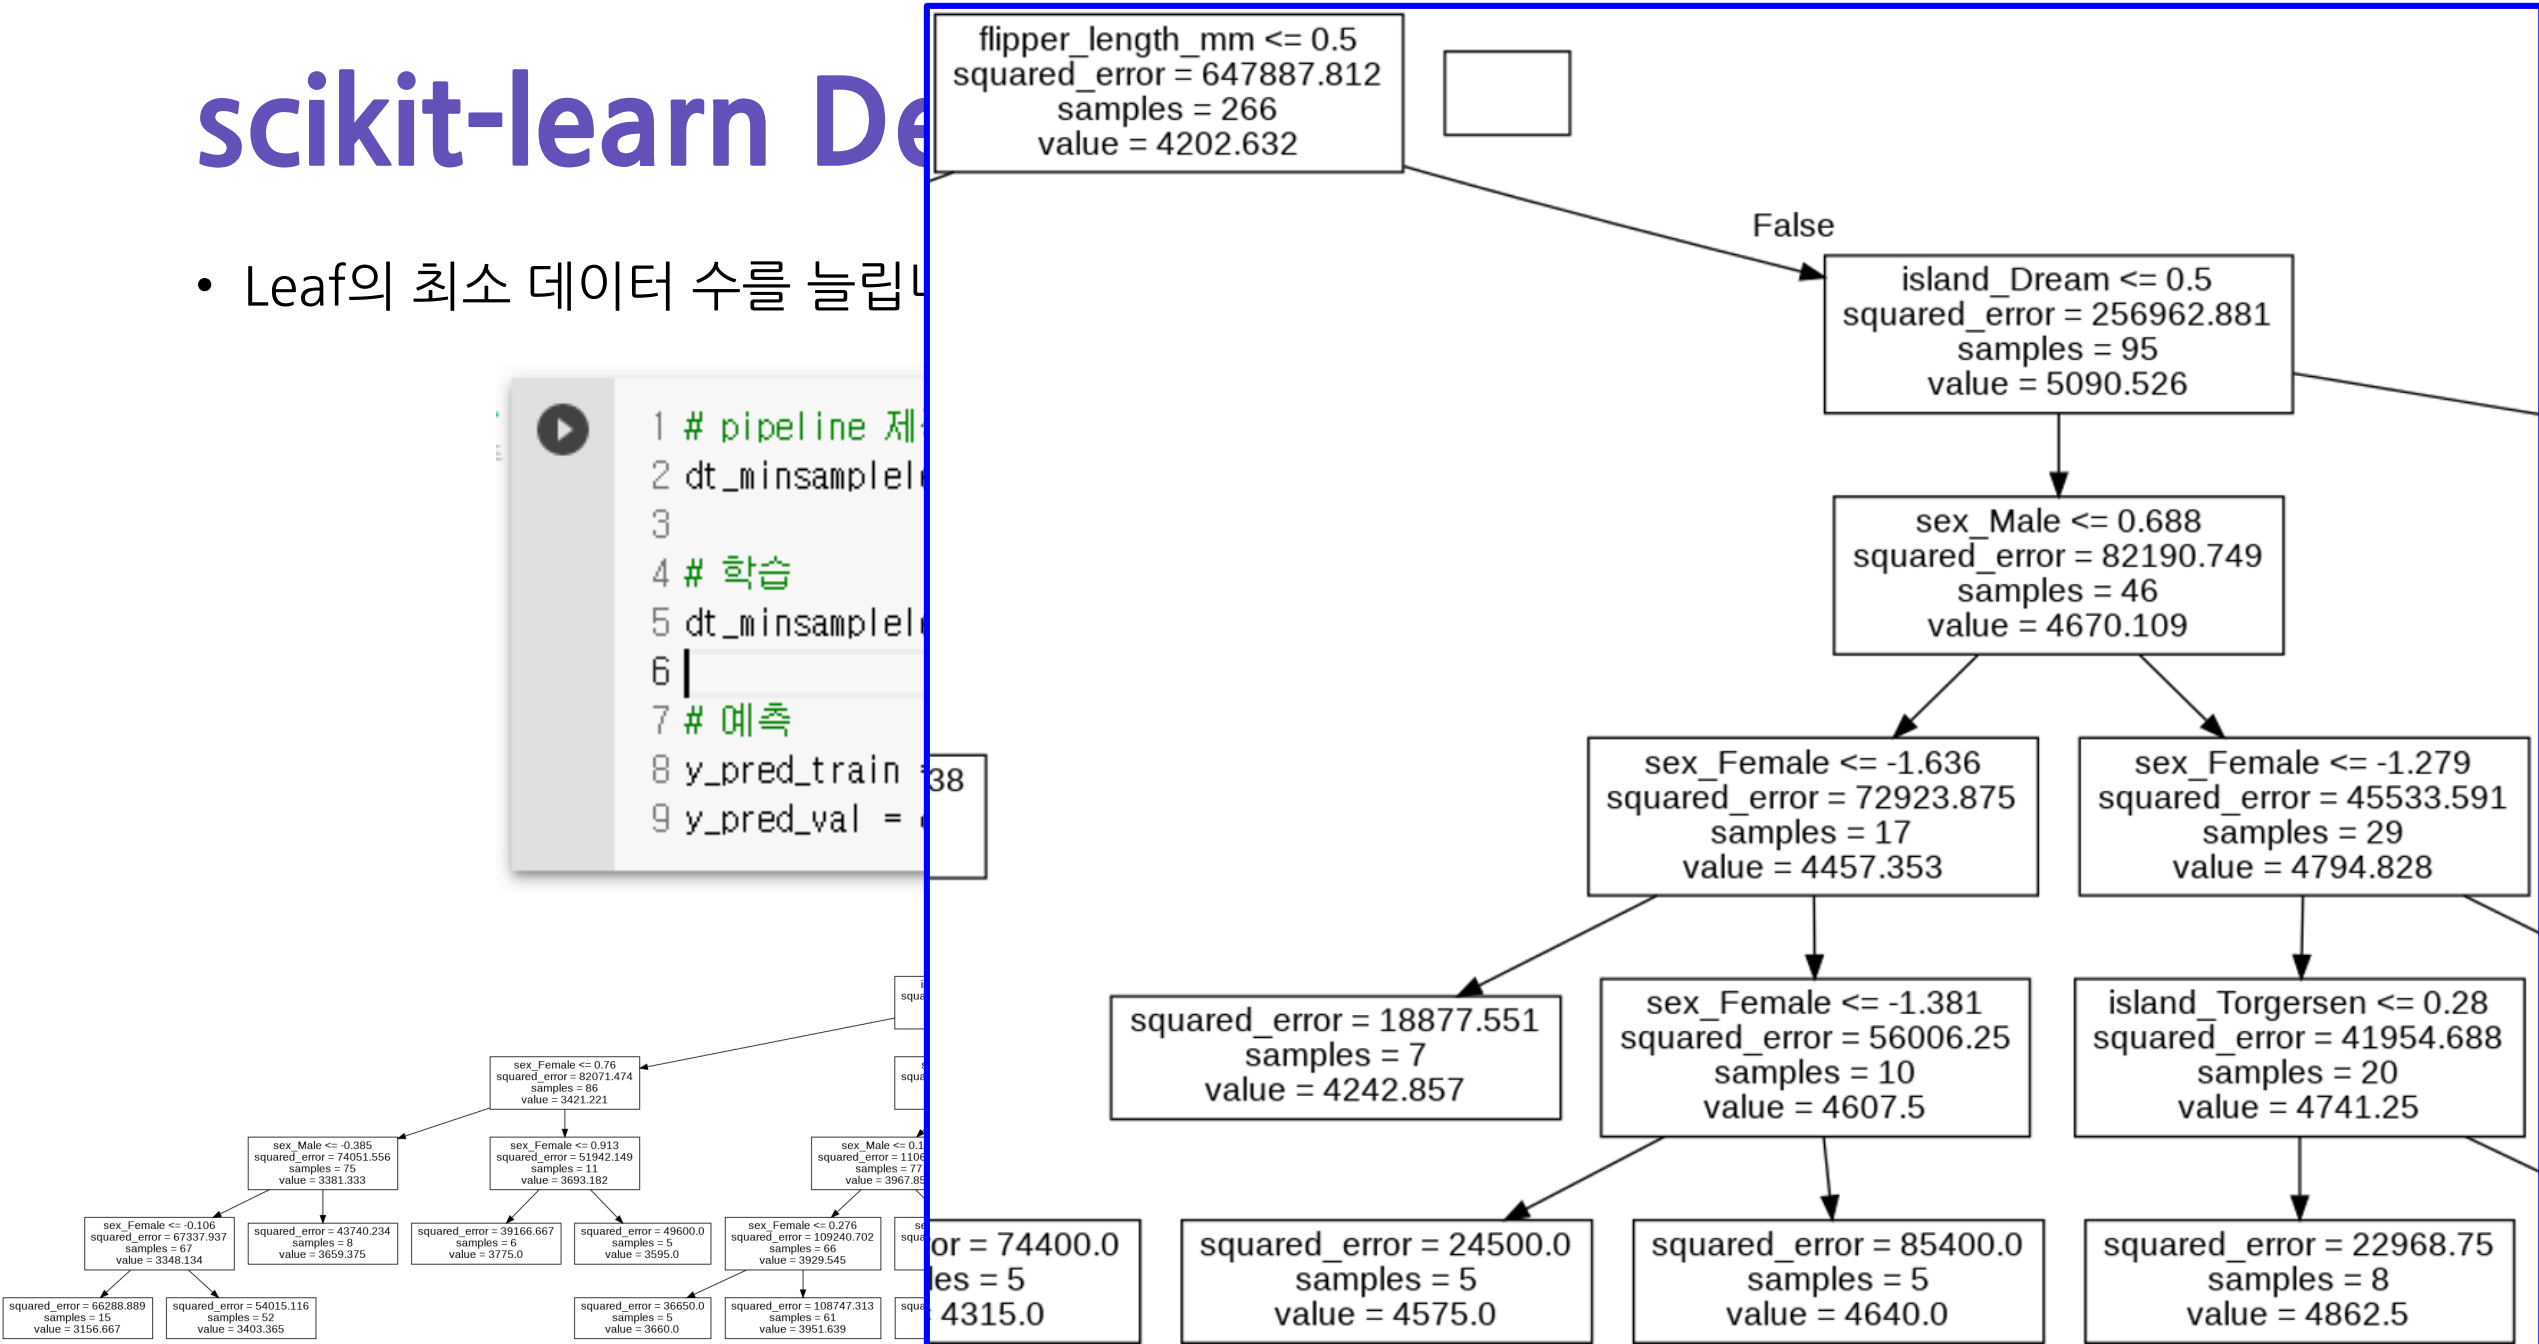 scikit-learn
• Leaf의 최소 데이터 수를
1 # pipeline
2
3
4 # 학습
5
6
7 # 예측
8 y_pred_train
9 y_pred_val =
flipper_length_mm <= 0.5
squared_error = 647887.812
samples = 266
value = 4202.632
False
island_Dream <= 0.5
squared_error = 256962.881
samples = 95
value = 5090.526
sex_Male <= 0.688
squared_error = 82190.749
samples = 46
value = 4670.109
38
sex_Female <= -1.636
squared_error = 72923.875
samples = 17
value = 4457.353
sex_Female <= -1.279
squared_error = 45533.591
samples = 29
value = 4794.828
squared_error = 18877.551
samples = 7
value = 4242.857
sex_Female <= -1.381
squared_error = 56006.25
samples = 10
value = 4607.5
island_Torgersen <= 0.28
squared_error = 41954.688
samples = 20
value = 4741.25
= 74400.0
= 5
4315.0
squared_error = 24500.0
samples = 5
value = 4575.0
squared_error = 85400.0
samples = 5
value = 4640.0
squared_error = 22968.75
samples = 8
value = 4862.5
sex_Female <= 0.76
squared_error = 82071.474
samples = 86
value = 3421.221
sex_Male <= -0.385
squared_error = 74051.556
samples = 75
value = 3381.333
sex_Female <= 0.913
squared_error = 51942.149
samples = 11
value = 3693.182
sex_Male <=
squared_error =
samples = 77
value =
sex_Female <= -0.106
squared_error = 67337.937
samples = 67
value = 3348.134
squared_error = 43740.234
samples = 8
value = 3659.375
squared_error = 39166.667
samples = 6
value = 3775.0
squared_error = 49600.0
samples = 5
value = 3595.0
sex_Female <= 0.276
squared_error = 109240.702
samples = 66
value = 3929.545
squared_error = 66288.889
samples = 15
value = 3156.667
squared_error = 54015.116
samples = 52
value = 3403.365
squared_error = 36650.0
samples = 5
value = 3660.0
squared_error = 108747.313
samples = 61
value = 3951.639